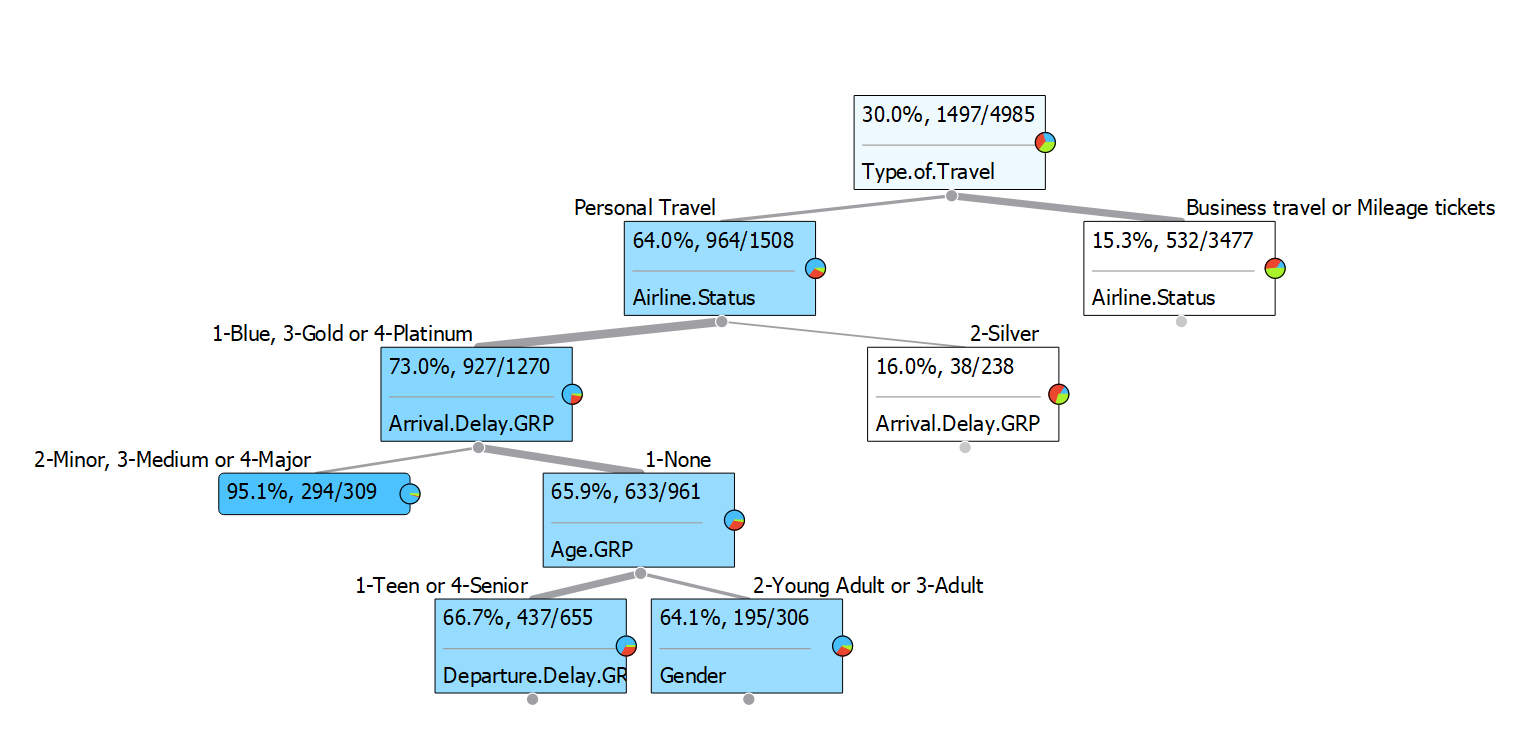 30.0%, 1497/4985
Type.of.Travel
Personal Travel
Business travel or Mileage tickets
64.0%, 964/1508
Airline.Status
15.3%, 532/3477
Airline.Status
1-Blue, 3-Gold or 4-Platinum
2-Silver
73.0%, 927/1270
Arrival.Delay.GRP
16.0%, 38/238
Arrival.Delay.GRP
2-Minor, 3-Medium or 4-Major
1-None
95.1%, 294/309
65.9%, 633/961
Age.GRP
1-Teen or 4-Senior
2-Young Adult or 3-Adult
66.7%, 437/655
Departure.Delay.GR
64.1%, 195/306
Gender